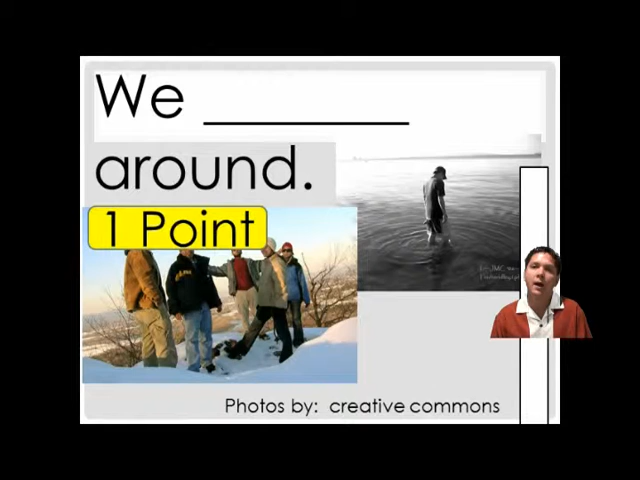 We ________
around.
1 Point
Photos by: creative commons